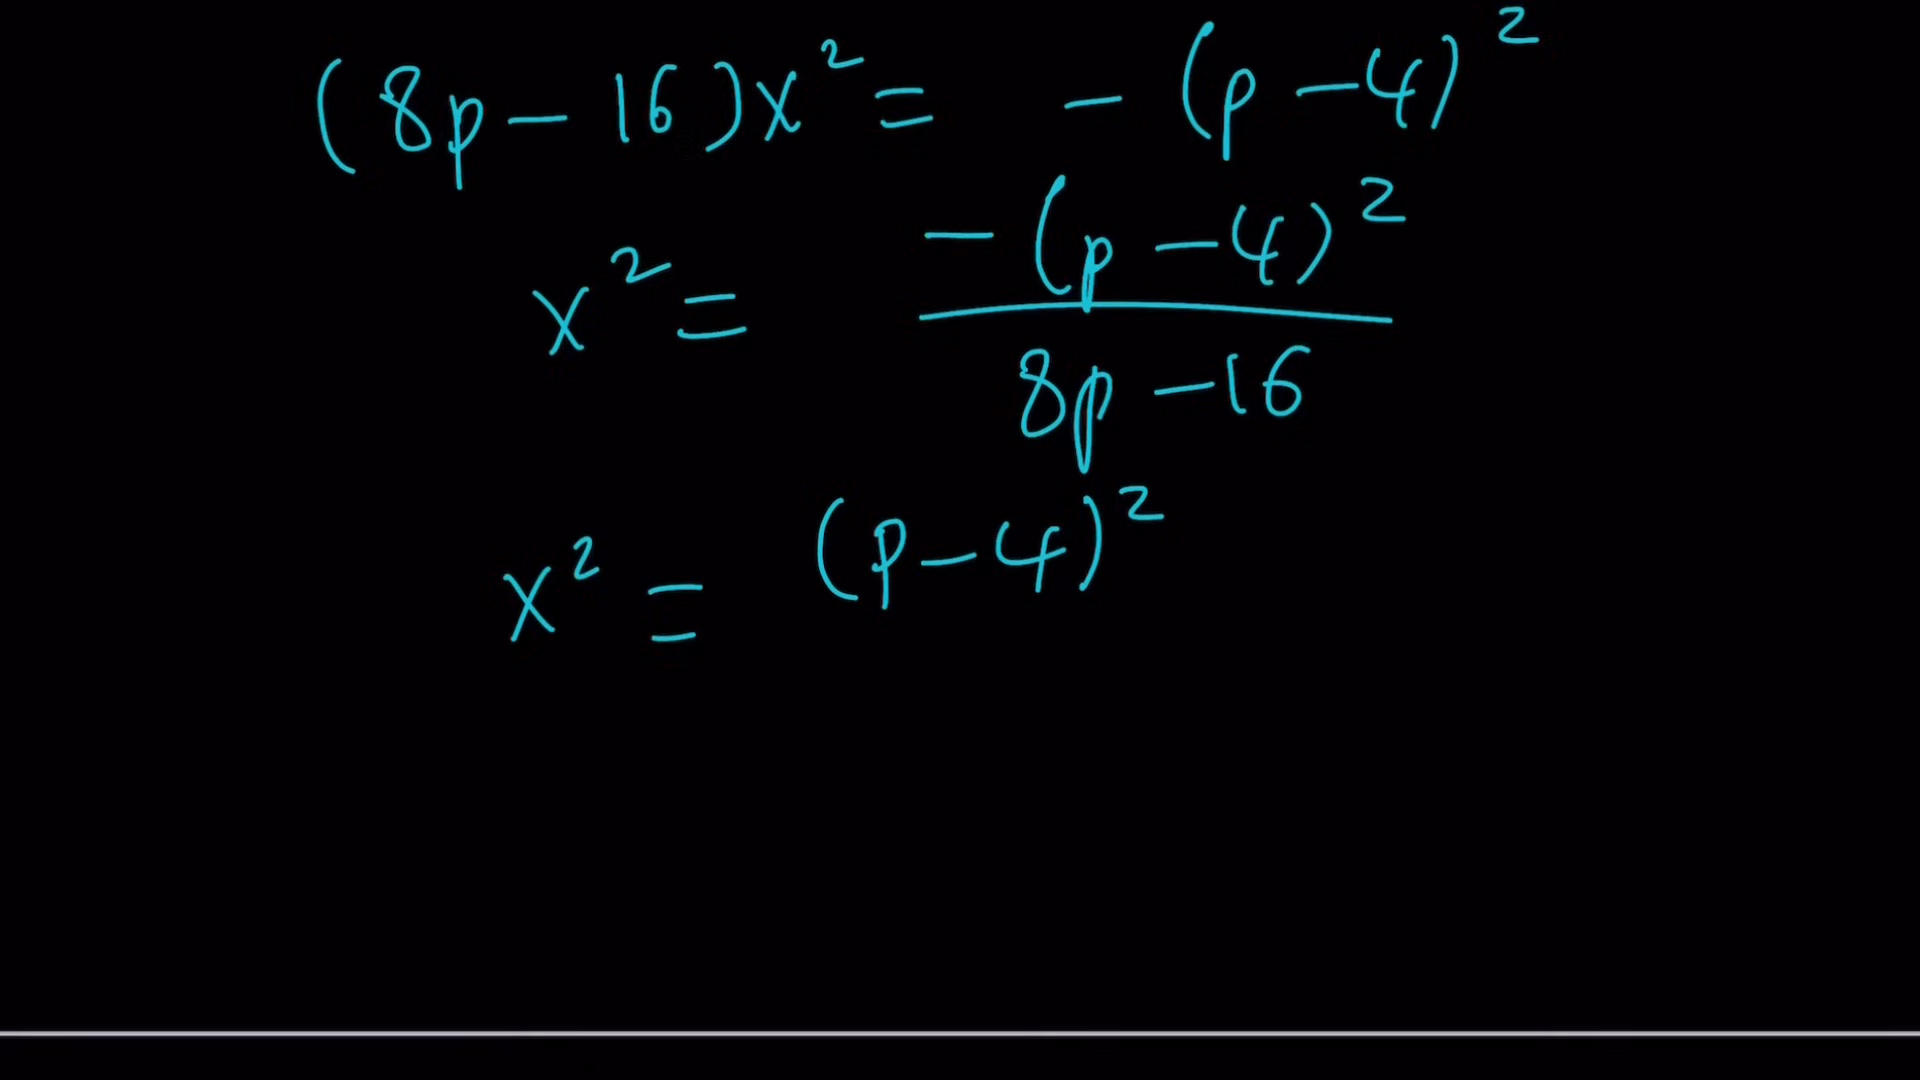 (8p-16)x² = -(p-4)²
x² = -(p-4)² / 8p-16
x² = (p-4)²